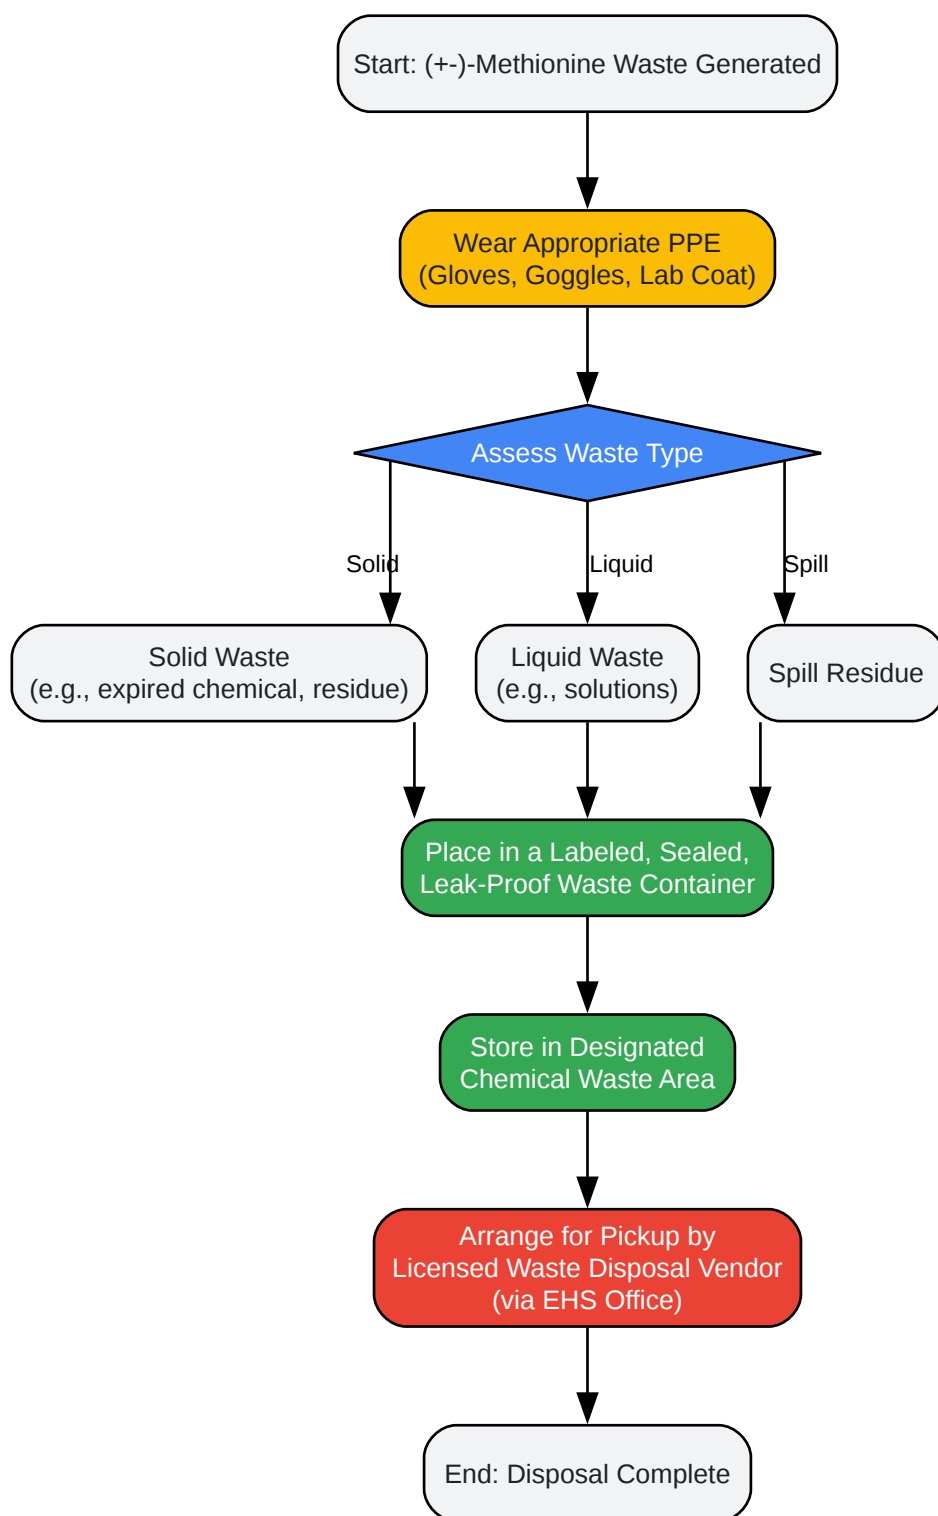 Start: (+-)-Methionine Waste Generated
Wear Appropriate PPE
(Gloves, Goggles, Lab Coat)
Assess Waste Type
Solid
Liquid
Spill
Solid Waste
(e.g., expired chemical, residue)
Liquid Waste
(e.g., solutions)
Spill Residue
Place in a Labeled, Sealed,
Leak-Proof Waste Container
Store in Designated
Chemical Waste Area
Arrange for Pickup by
Licensed Waste Disposal Vendor
(via EHS Office)
End: Disposal Complete